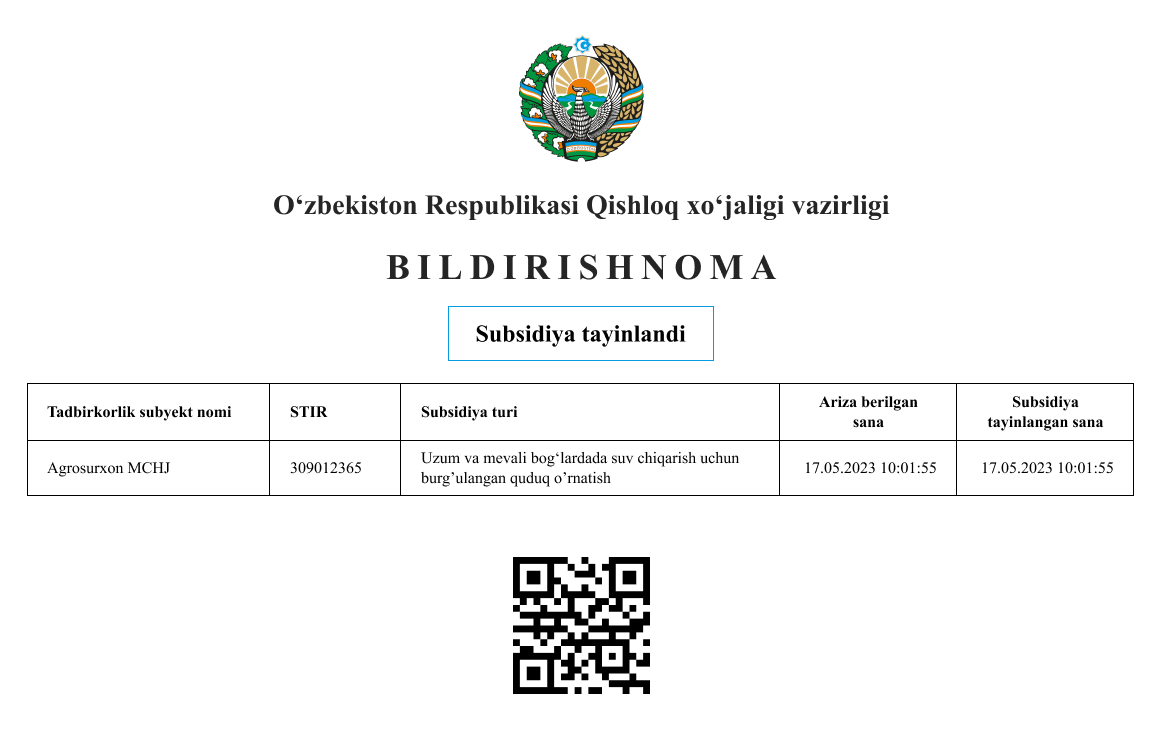 O‘zbekiston Respublikasi Qishloq xo‘jaligi vazirligi
BILDIRISHNOMA
Subsidiya tayinlandi
Tadbirkorlik subyekt nomi
STIR
Subsidiya turi
Ariza berilgan
sana
Subsidiya
tayinlangan sana
Agrosurxon MCHJ
309012365
Uzum va mevali bog‘lardada suv chiqarish uchun
burg’ulangan quduq o’rnatish
17.05.2023 10:01:55
17.05.2023 10:01:55